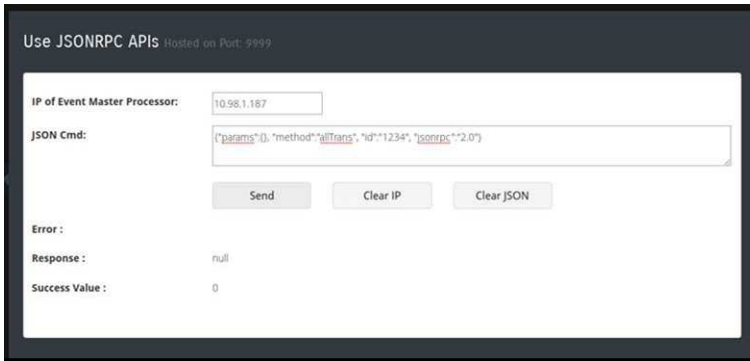 Use JSONRPC APIs Hosted on Port: 9999
IP of Event Master Processor: 10.98.1.187
JSON Cmd: {"params":{}, "method":"allTrans", "id":"1234", "jsonrpc":"2.0"}
Send Clear IP Clear JSON
Error :
Response : null
Success Value : 0